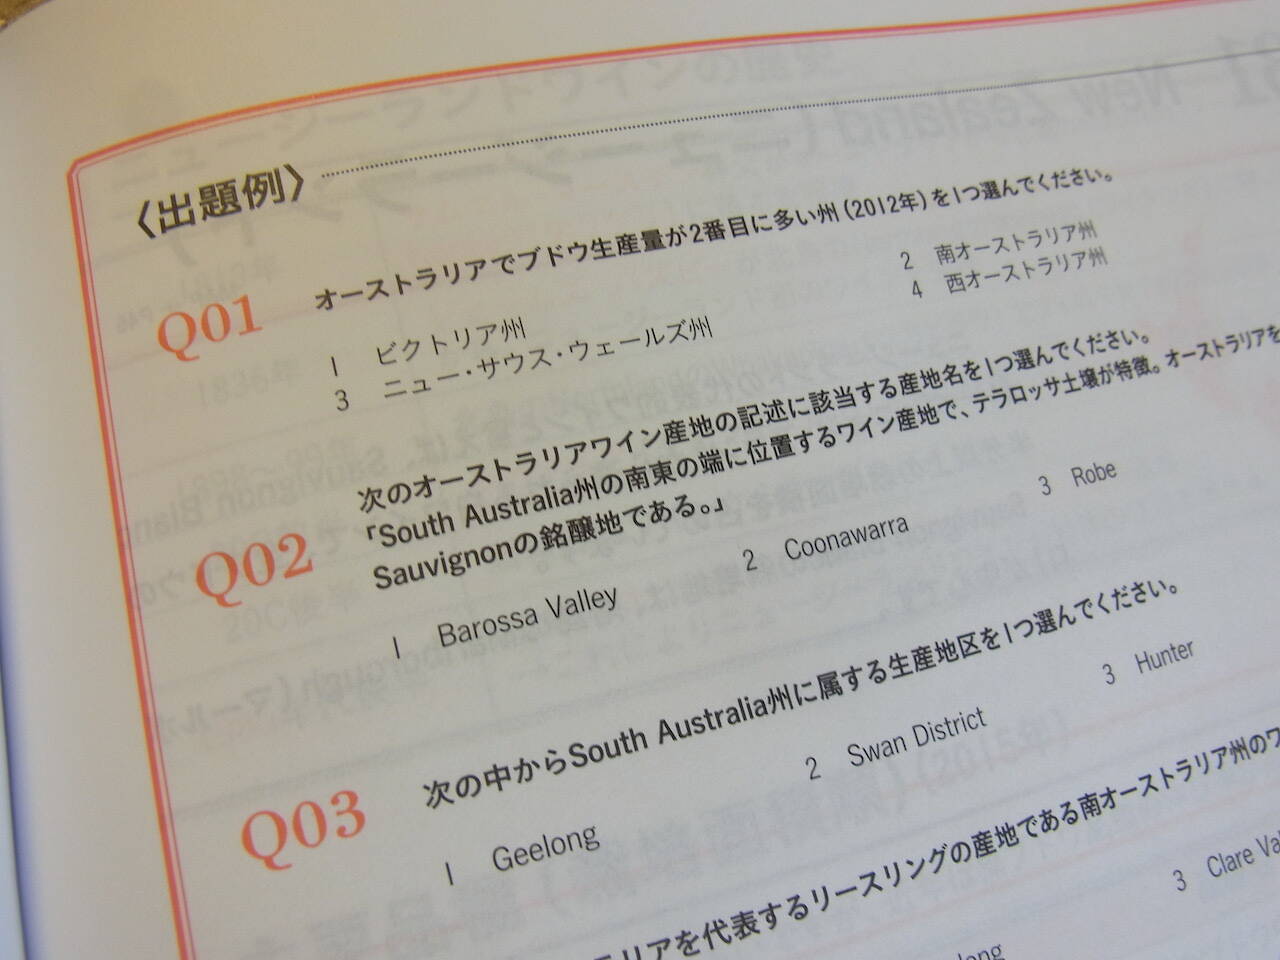 〈出題例〉
Q01 オーストラリアでブドウ生産量が2番目に多い州（2012年）を1つ選んでください。
1 ビクトリア州 2 南オーストラリア州
3 ニュー・サウス・ウェールズ州 4 西オーストラリア州
Q02 次のオーストラリアワイン産地の記述に該当する産地名を1つ選んでください。
「South Australia州の南東の端に位置するワイン産地で、テラロッサ土壌が特徴。オーストラリアを
Sauvignonの銘醸地である。」
1 Barossa Valley 2 Coonawarra 3 Robe
Q03 次の中からSouth Australia州に属する生産地区を1つ選んでください。
1 Geelong 2 Swan District 3 Hunter
ラリアを代表するリースリングの産地である南オーストラリア州のワ
3 Clare Va